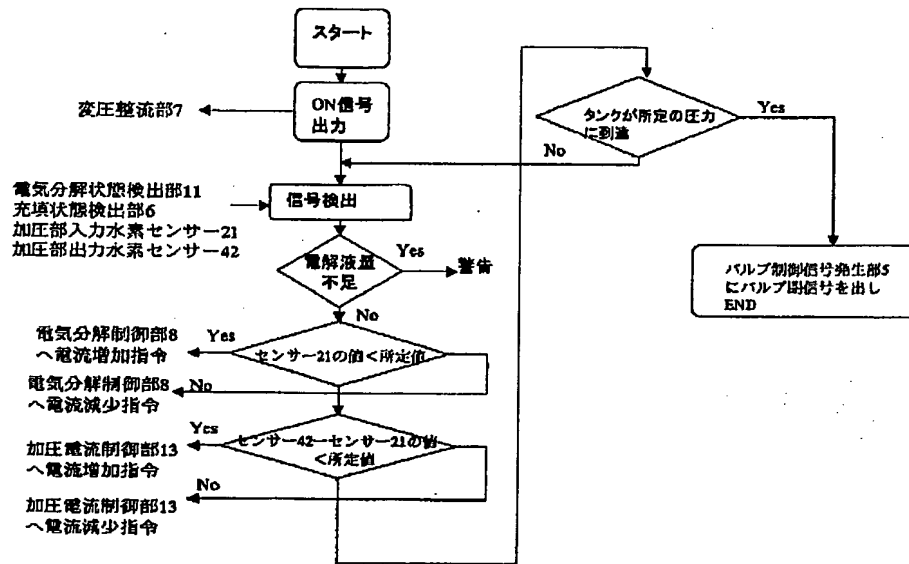 スタート
ON信号
出力
変圧整流部7
タンクが所定の圧力
に到達
Yes
No
電気分解状態検出部11
充填状態検出部6
加圧部入力水素センサー21
加圧部出力水素センサー42
信号検出
電解液量
不足
Yes
警告
No
バルブ制御信号発生部5
にバルブ閉信号を出し
END
電気分解制御部8
へ電流増加指令
Yes
センサー21の値<所定値
電気分解制御部8
へ電流減少指令
No
加圧電流制御部13
へ電流増加指令
Yes
センサー42ーセンサー21の値
<所定値
加圧電流制御部13
へ電流減少指令
No